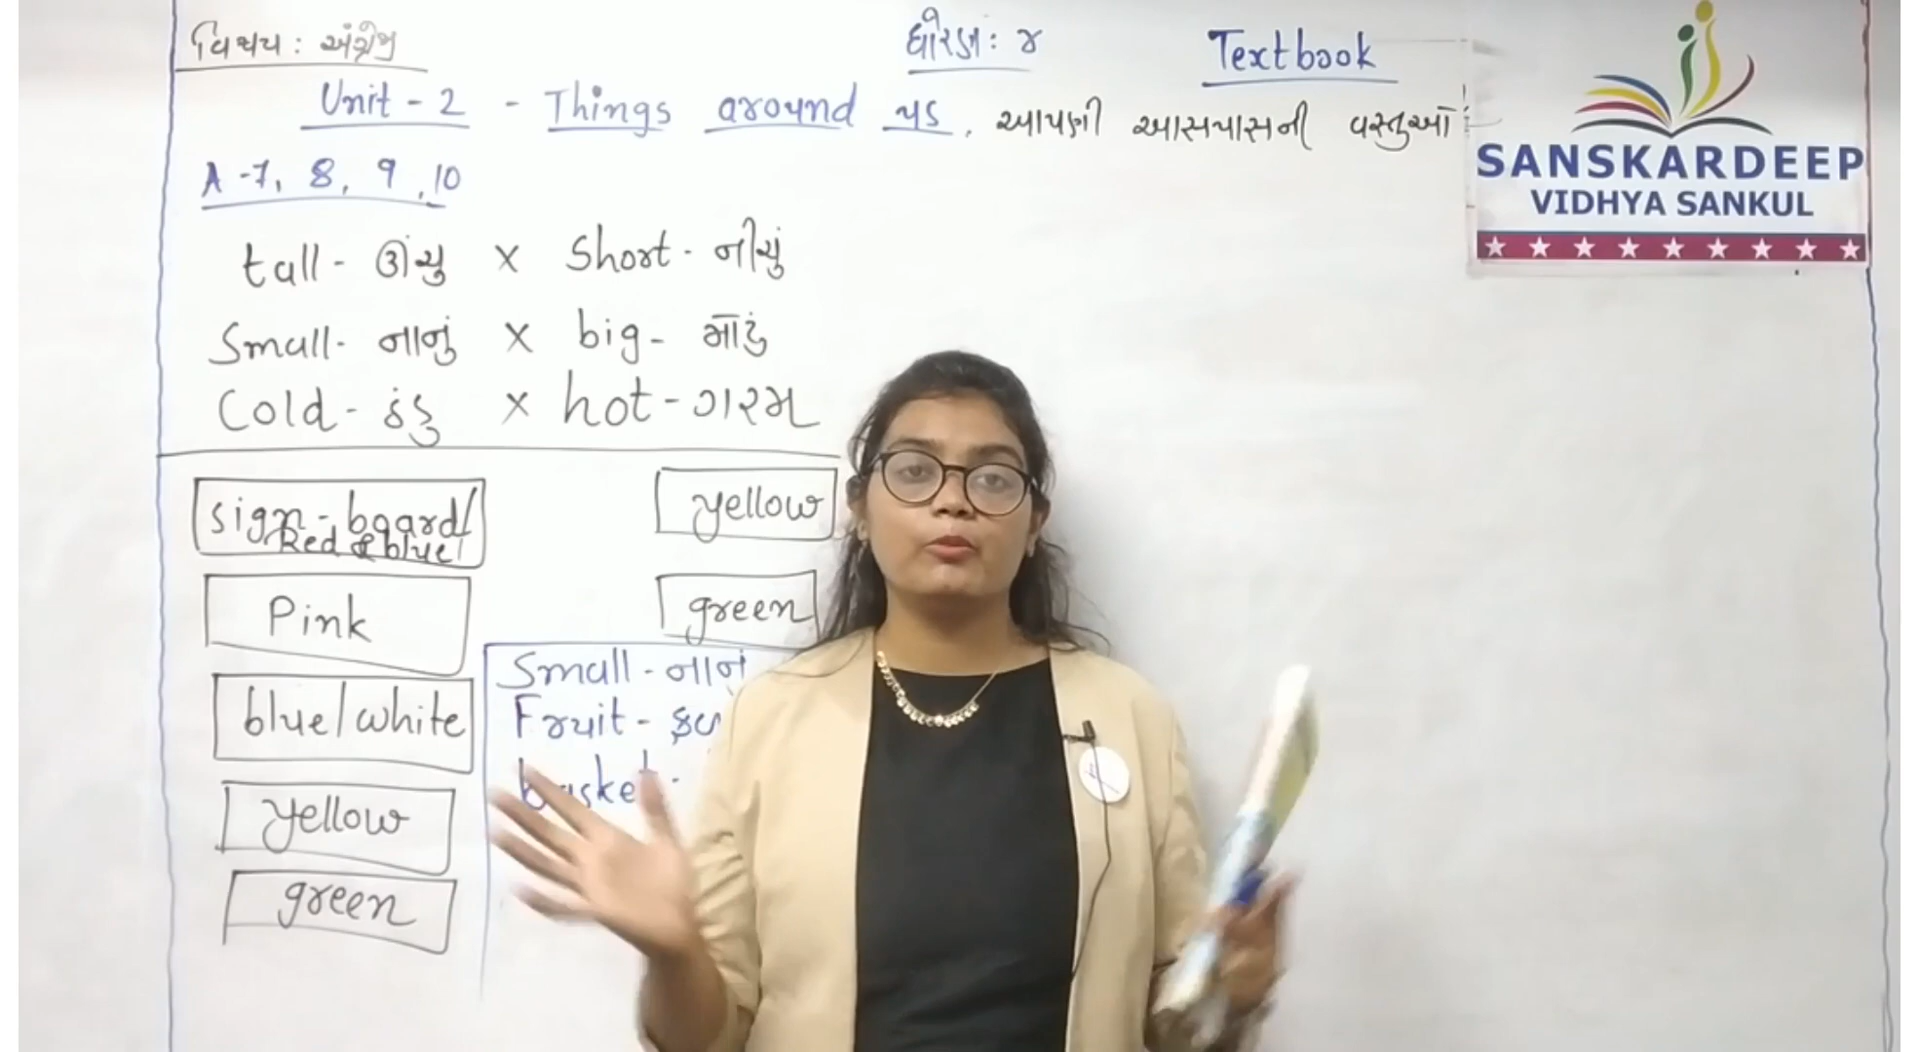 વિષય : અંગ્રેજી
ધોરણ : ૪
Textbook
Unit - 2 - Things around us. આપણી આસપાસની વસ્તુઓ
A - 7, 8, 9, 10
tall - ઊંચુ × Short - નીચું
Small - નાનું × big - મોટું
Cold - ઠંડુ × hot - ગરમ
sign - board/
Red & blue
Pink
blue/white
yellow
green
yellow
green
Small - નાનું
Fruit -
basket -
SANSKARDEEP
VIDHYA SANKUL